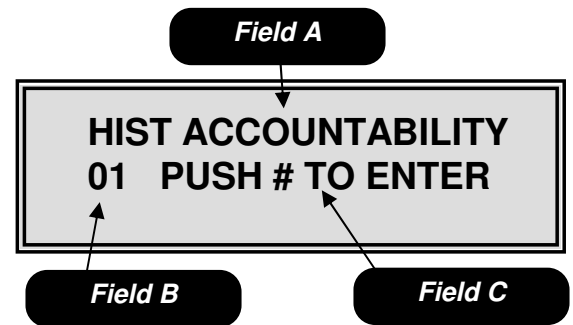 Field A
HIST ACCOUNTABILITY
01 PUSH # TO ENTER
Field B
Field C